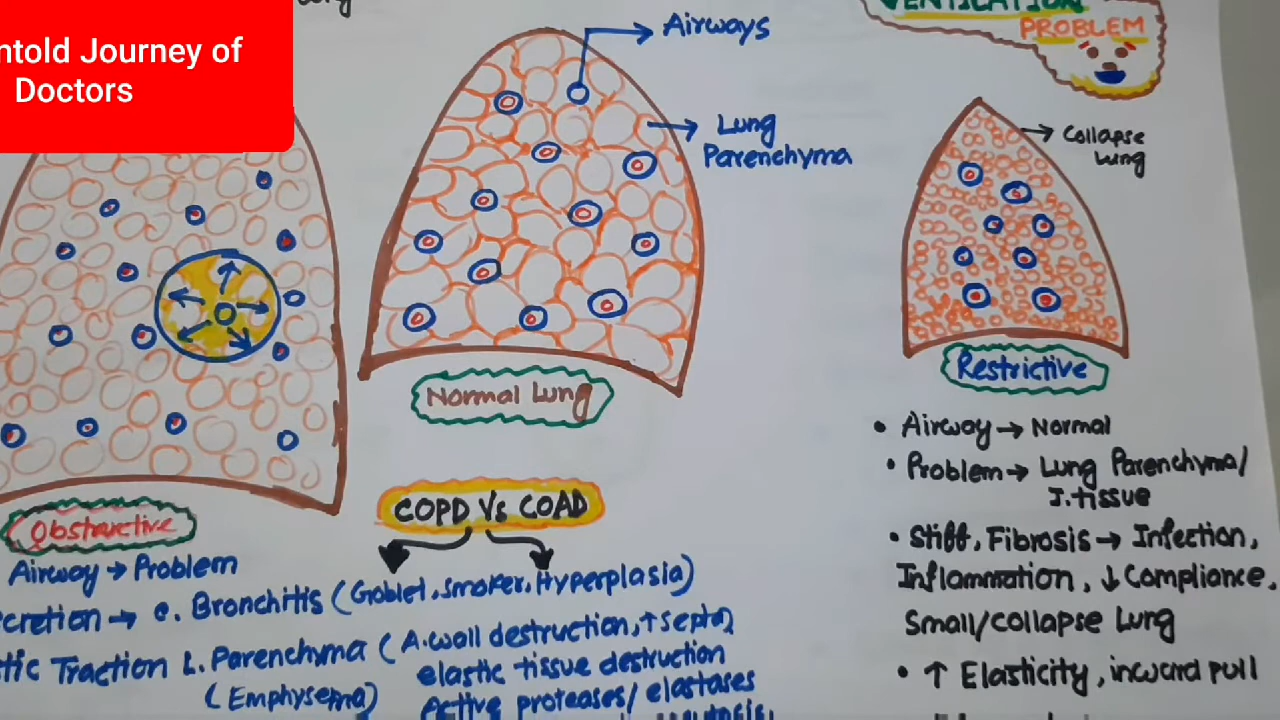 ntold Journey of
Doctors
Airways
Lung
Parenchyma
VENTILATION
PROBLEM
Collapse
Lung
Normal Lung
Restrictive
Obstructive
COPD Vs COAD
Airway → Problem
cretion → c. Bronchitis (Goblet, smoker, Hyperplasia)
stic Traction L. Parenchyma ( A. wall destruction, ↑ septa)
(Emphysema) elastic tissue destruction
Active proteases/ elastases
• Airway → Normal
• Problem → Lung Parenchyma/
I. tissue
• Stiff, Fibrosis → Infection,
Inflammation, ↓ Compliance,
Small/collapse Lung
• ↑ Elasticity, inward pull